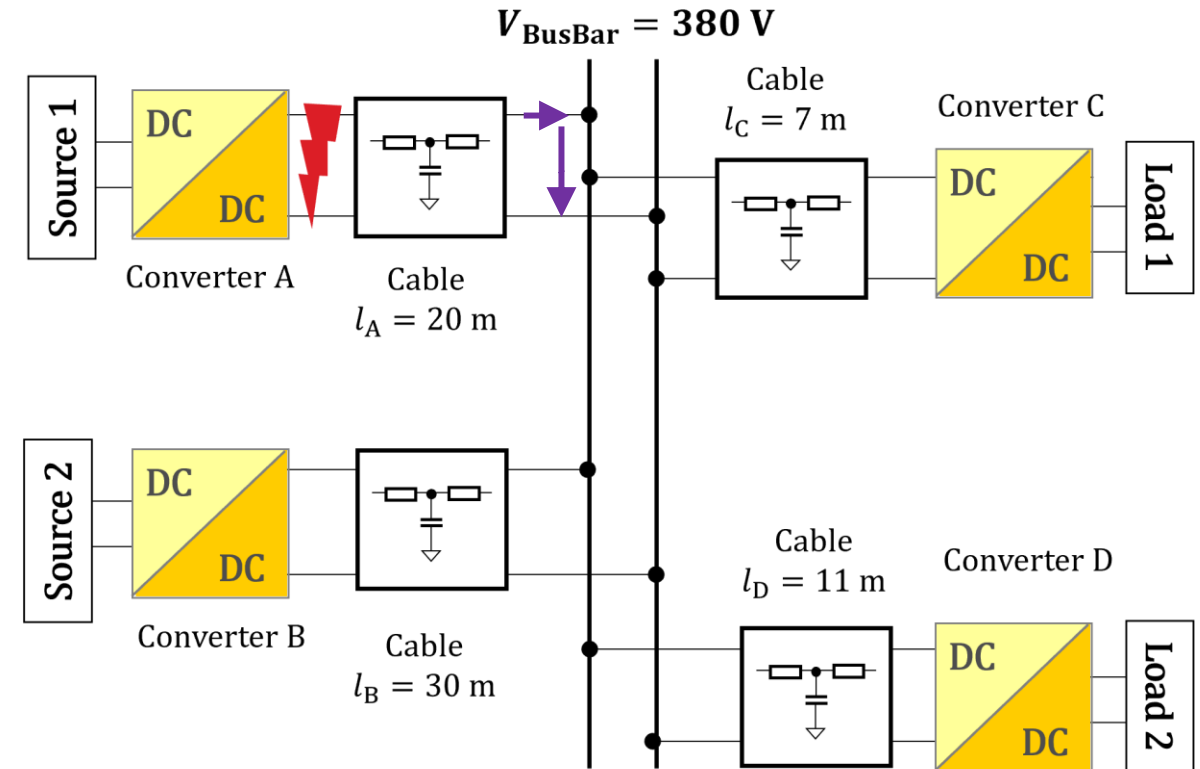 V_BusBar = 380 V
Source 1
DC
DC
Converter A
Cable
l_A = 20 m
Cable
l_C = 7 m
Converter C
DC
DC
Load 1
Source 2
DC
DC
Converter B
Cable
l_B = 30 m
Cable
l_D = 11 m
Converter D
DC
DC
Load 2